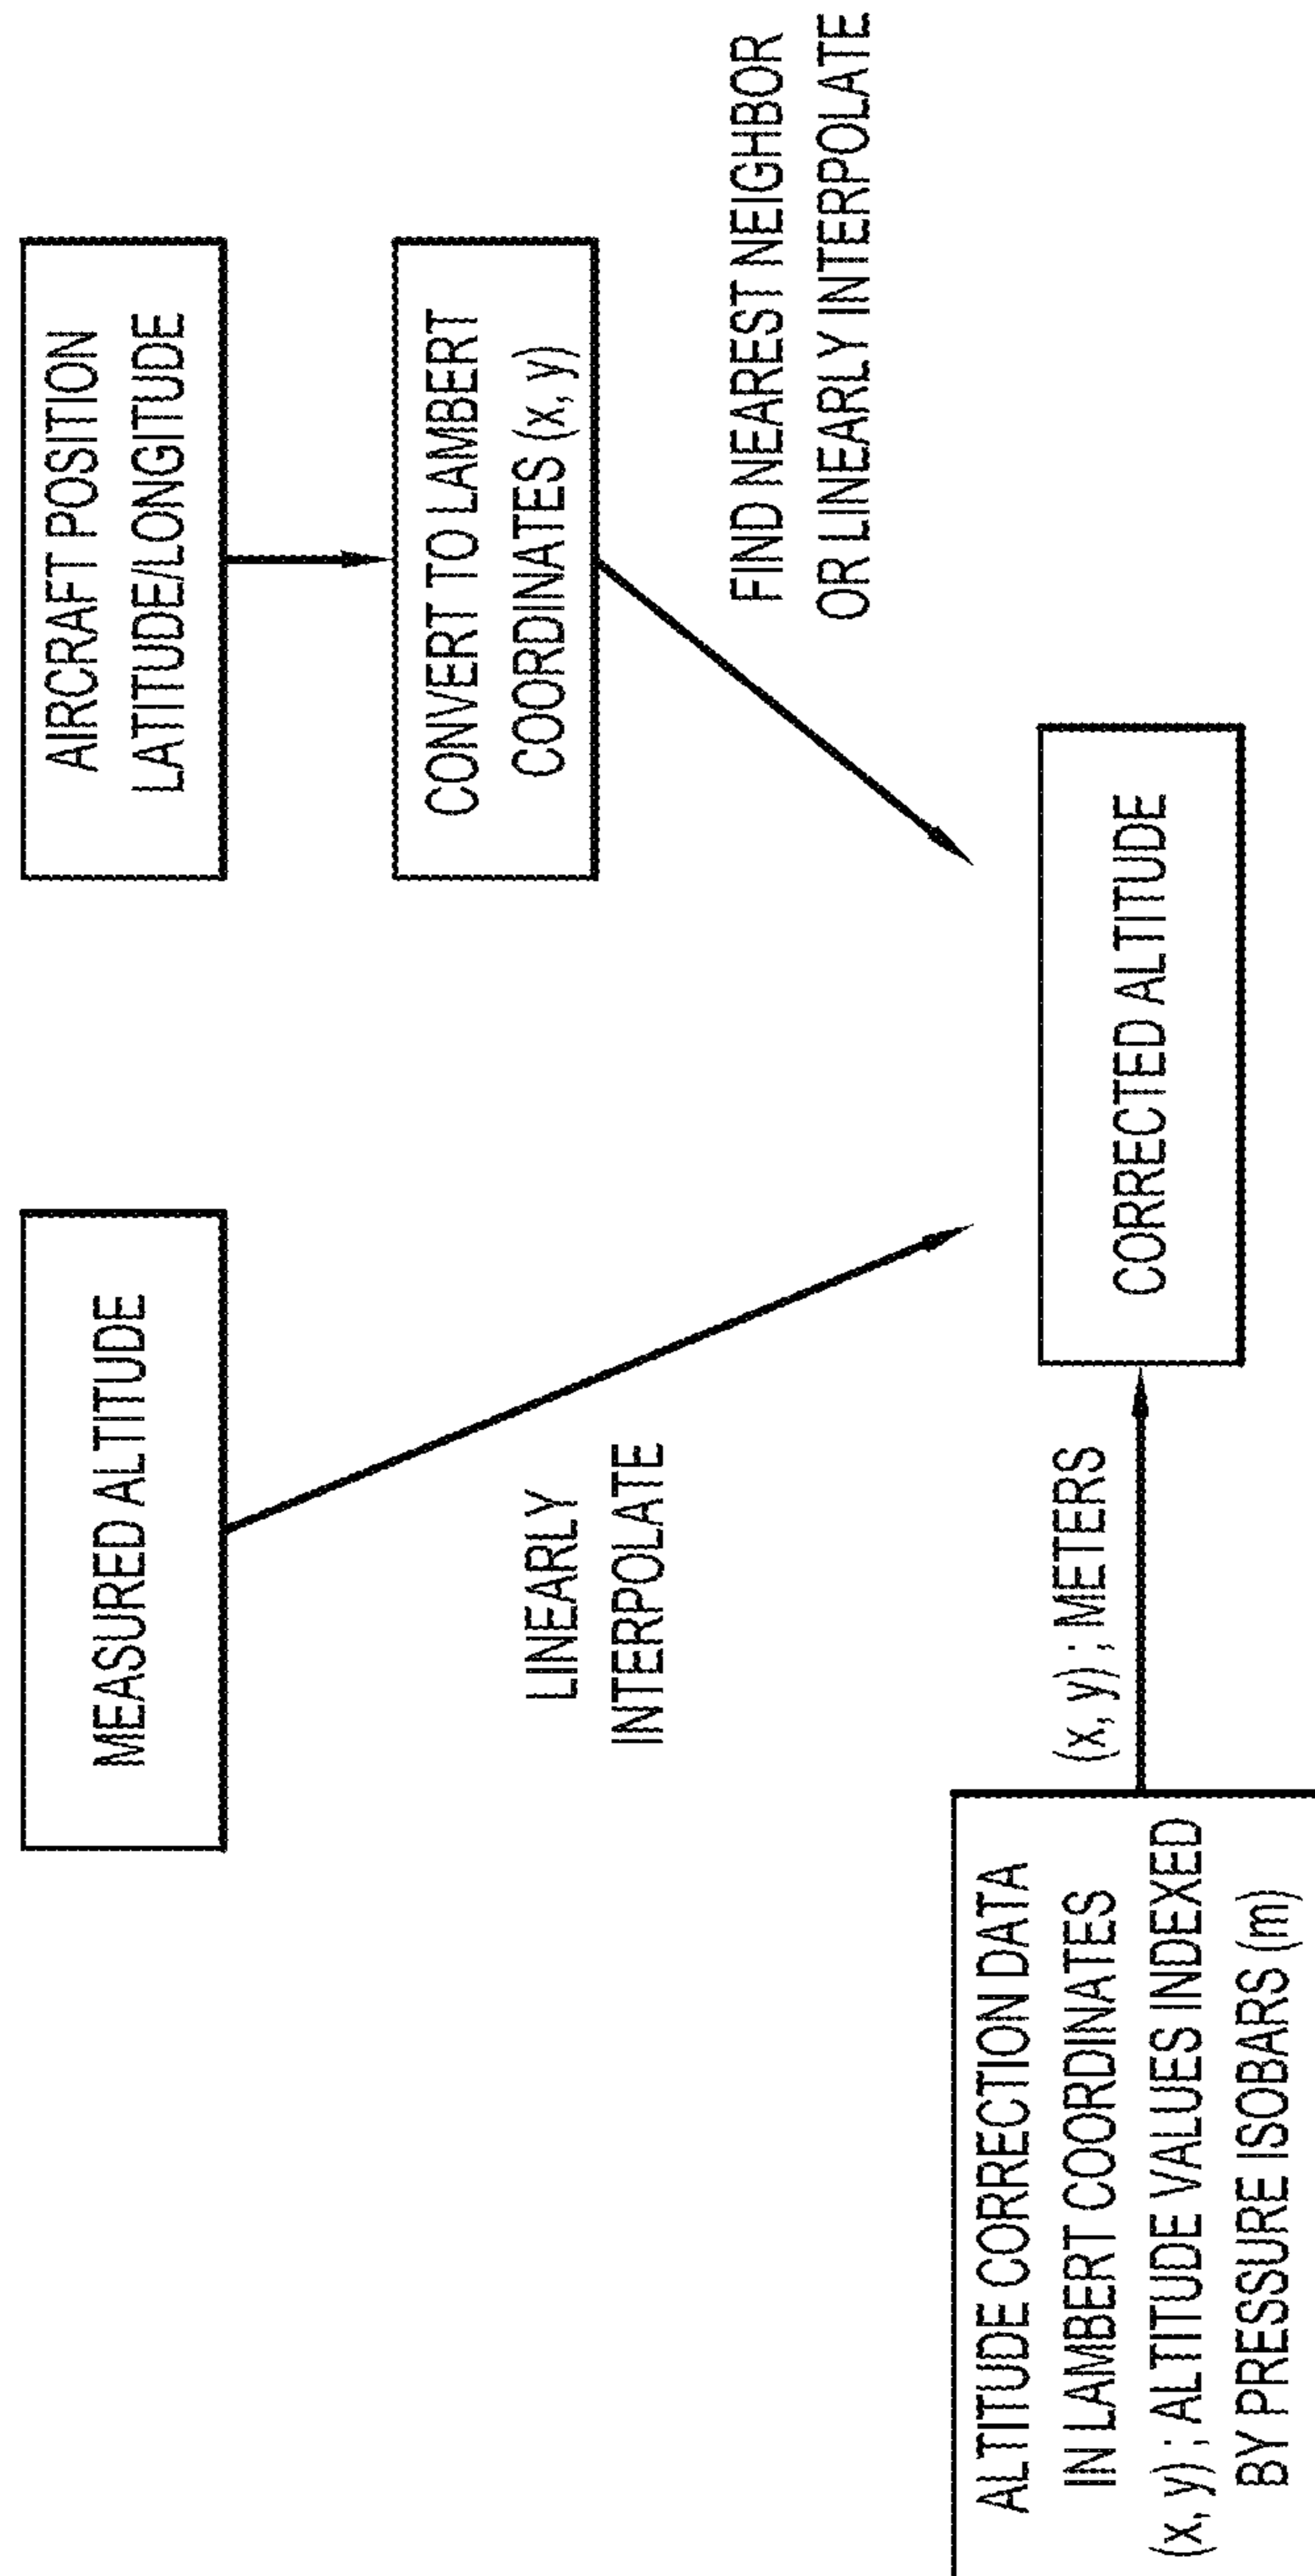 MEASURED ALTITUDE
AIRCRAFT POSITION
LATITUDE/LONGITUDE
CONVERT TO LAMBERT
COORDINATES (x, y)
LINEARLY
INTERPOLATE
FIND NEAREST NEIGHBOR
OR LINEARLY INTERPOLATE
ALTITUDE CORRECTION DATA
IN LAMBERT COORDINATES
(x, y) ; ALTITUDE VALUES INDEXED
BY PRESSURE ISOBARS (m)
(x, y) ; METERS
CORRECTED ALTITUDE